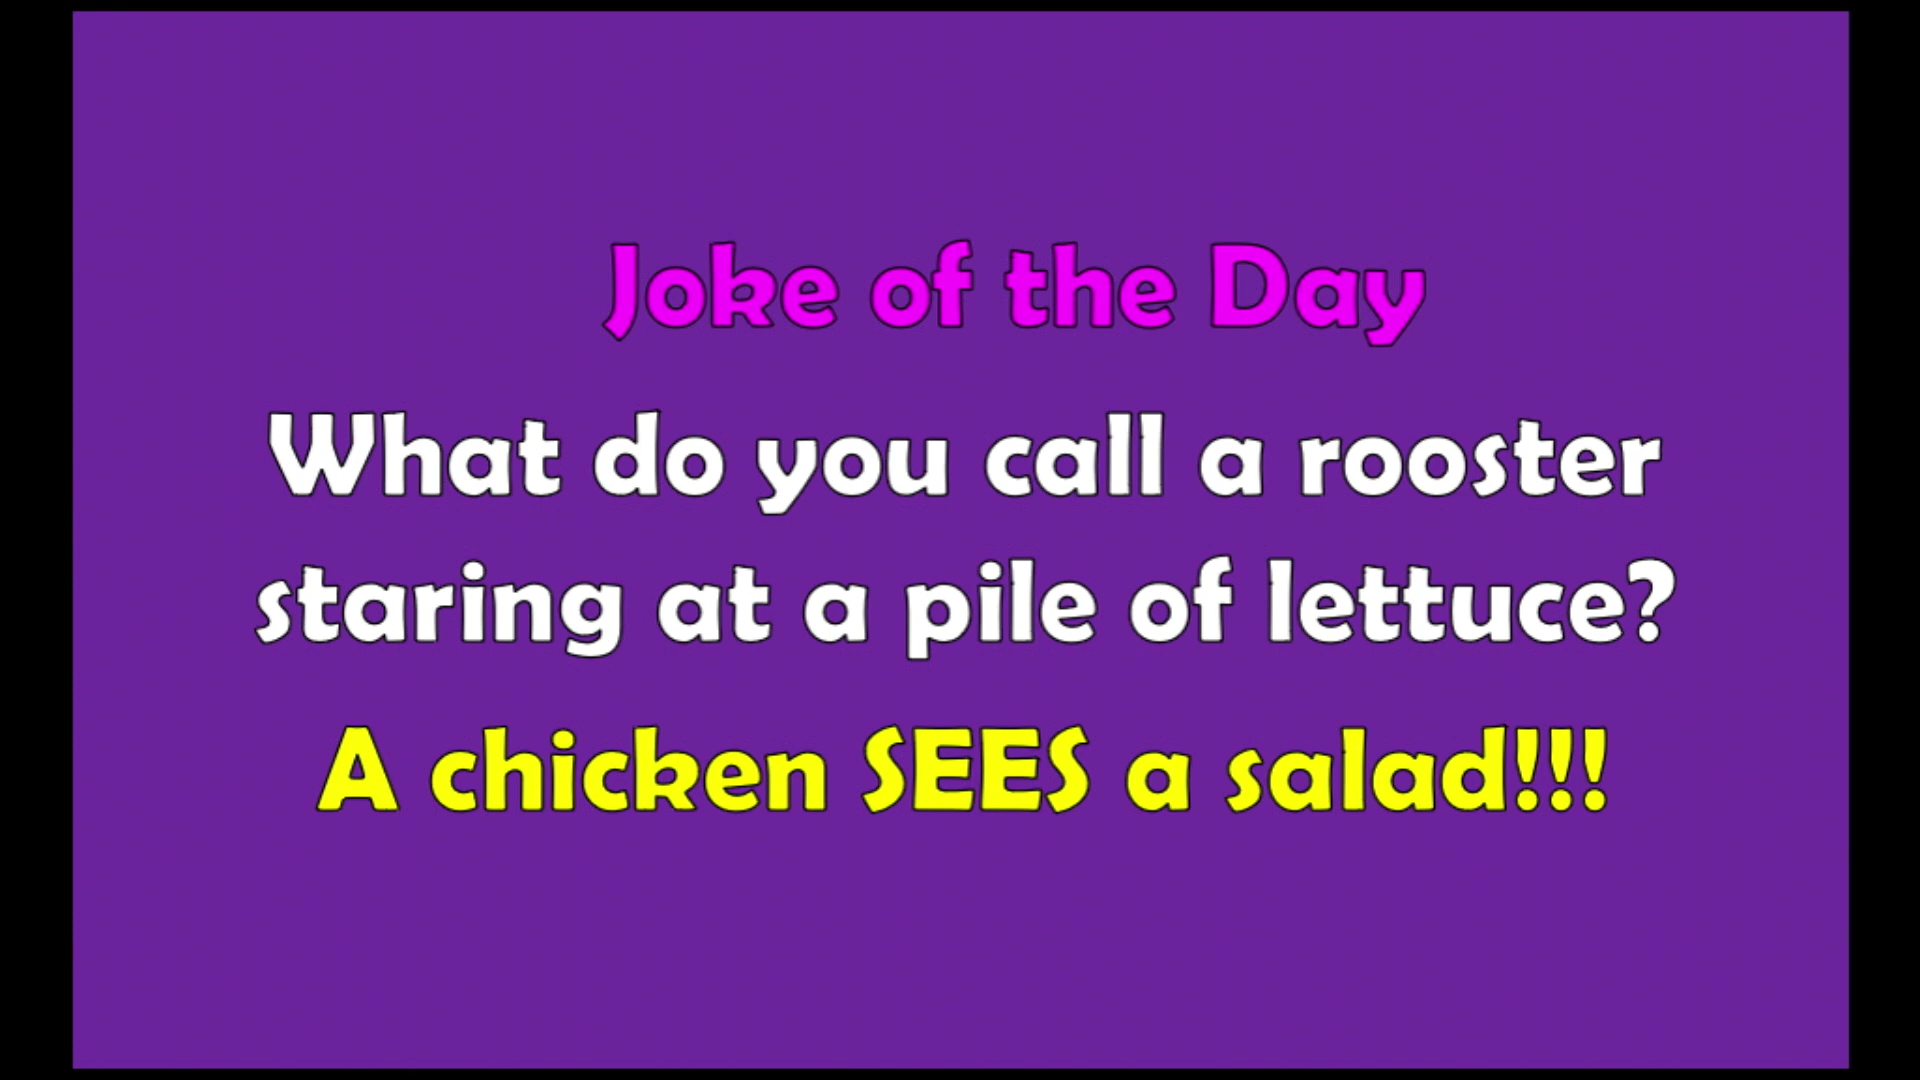 Joke of the Day
What do you call a rooster
staring at a pile of lettuce?
A chicken SEES a salad!!!